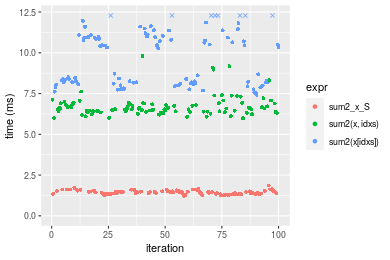 12.5
10.0
7.5
5.0
2.5
0.0
time (ms)
0
25
50
75
100
iteration
expr
sum2_x_S
sum2(x, idxs)
sum2(x[idxs])